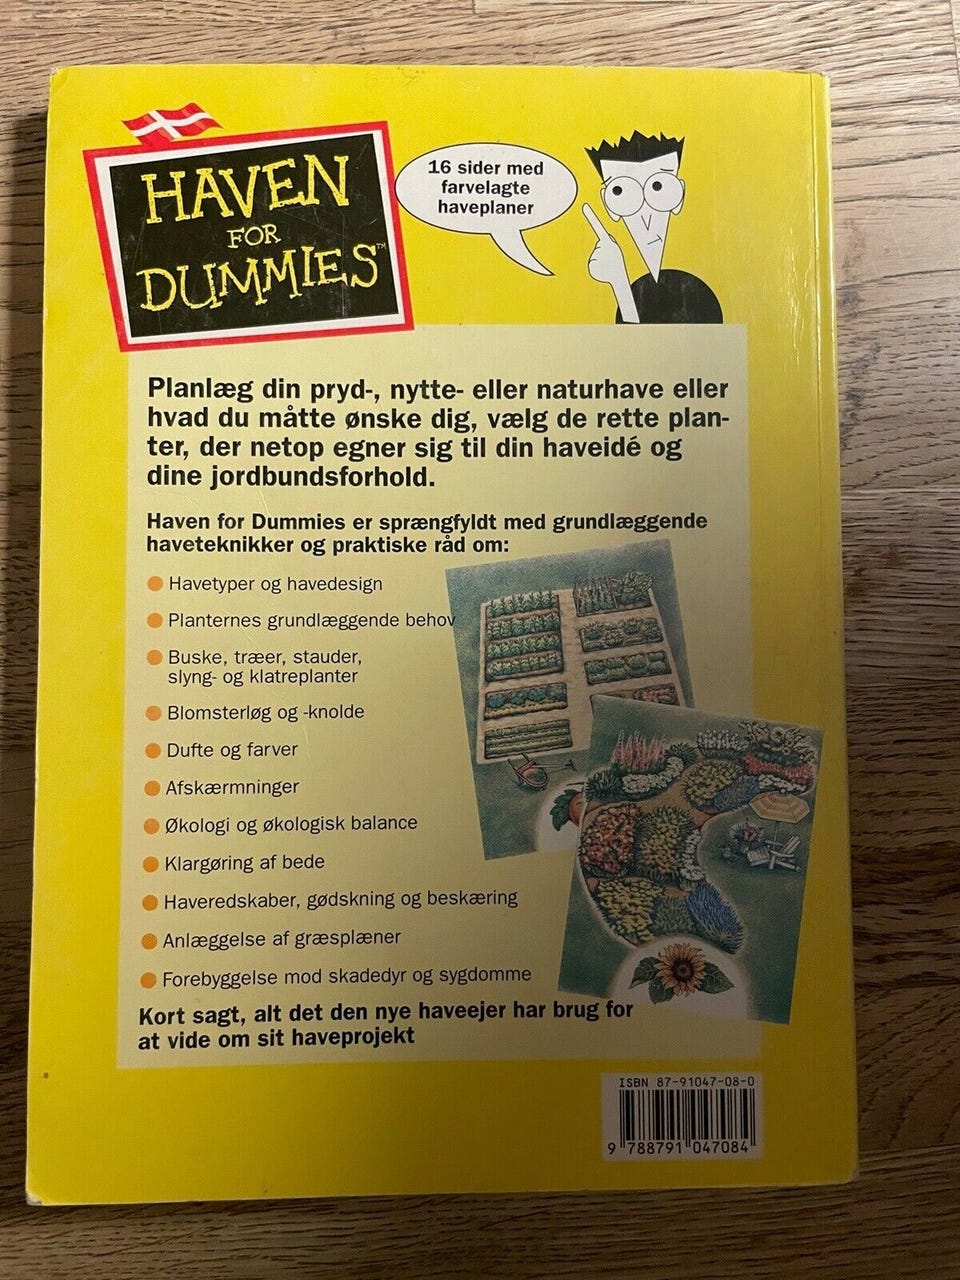 HAVEN
FOR
DUMMIES™
16 sider med
farvelagte
haveplaner
Planlæg din pryd-, nytte- eller naturhave eller
hvad du måtte ønske dig, vælg de rette plan-
ter, der netop egner sig til din haveidé og
dine jordbundsforhold.
Haven for Dummies er sprængfyldt med grundlæggende
haveteknikker og praktiske råd om:
Havetyper og havedesign
Planternes grundlæggende behov
Buske, træer, stauder,
slyng- og klatreplanter
Blomsterløg og -knolde
Dufte og farver
Afskærmninger
Økologi og økologisk balance
Klargøring af bede
Haveredskaber, gødskning og beskæring
Anlæggelse af græsplæner
Forebyggelse mod skadedyr og sygdomme
Kort sagt, alt det den nye haveejer har brug for
at vide om sit haveprojekt
ISBN 87-91047-08-0
9 788791 047084